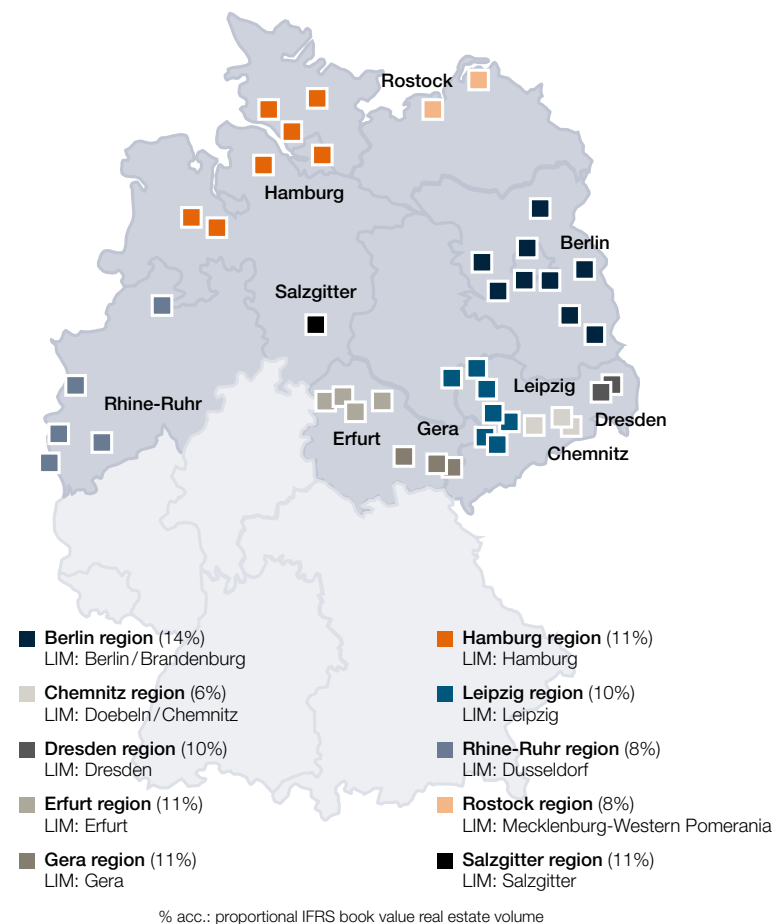 Rostock
Hamburg
Berlin
Salzgitter
Rhine-Ruhr
Leipzig
Dresden
Gera
Erfurt
Chemnitz
Berlin region (14%)
LIM: Berlin/Brandenburg
Chemnitz region (6%)
LIM: Doebeln/Chemnitz
Dresden region (10%)
LIM: Dresden
Erfurt region (11%)
LIM: Erfurt
Gera region (11%)
LIM: Gera
Hamburg region (11%)
LIM: Hamburg
Leipzig region (10%)
LIM: Leipzig
Rhine-Ruhr region (8%)
LIM: Dusseldorf
Rostock region (8%)
LIM: Mecklenburg-Western Pomerania
Salzgitter region (11%)
LIM: Salzgitter
% acc.: proportional IFRS book value real estate volume